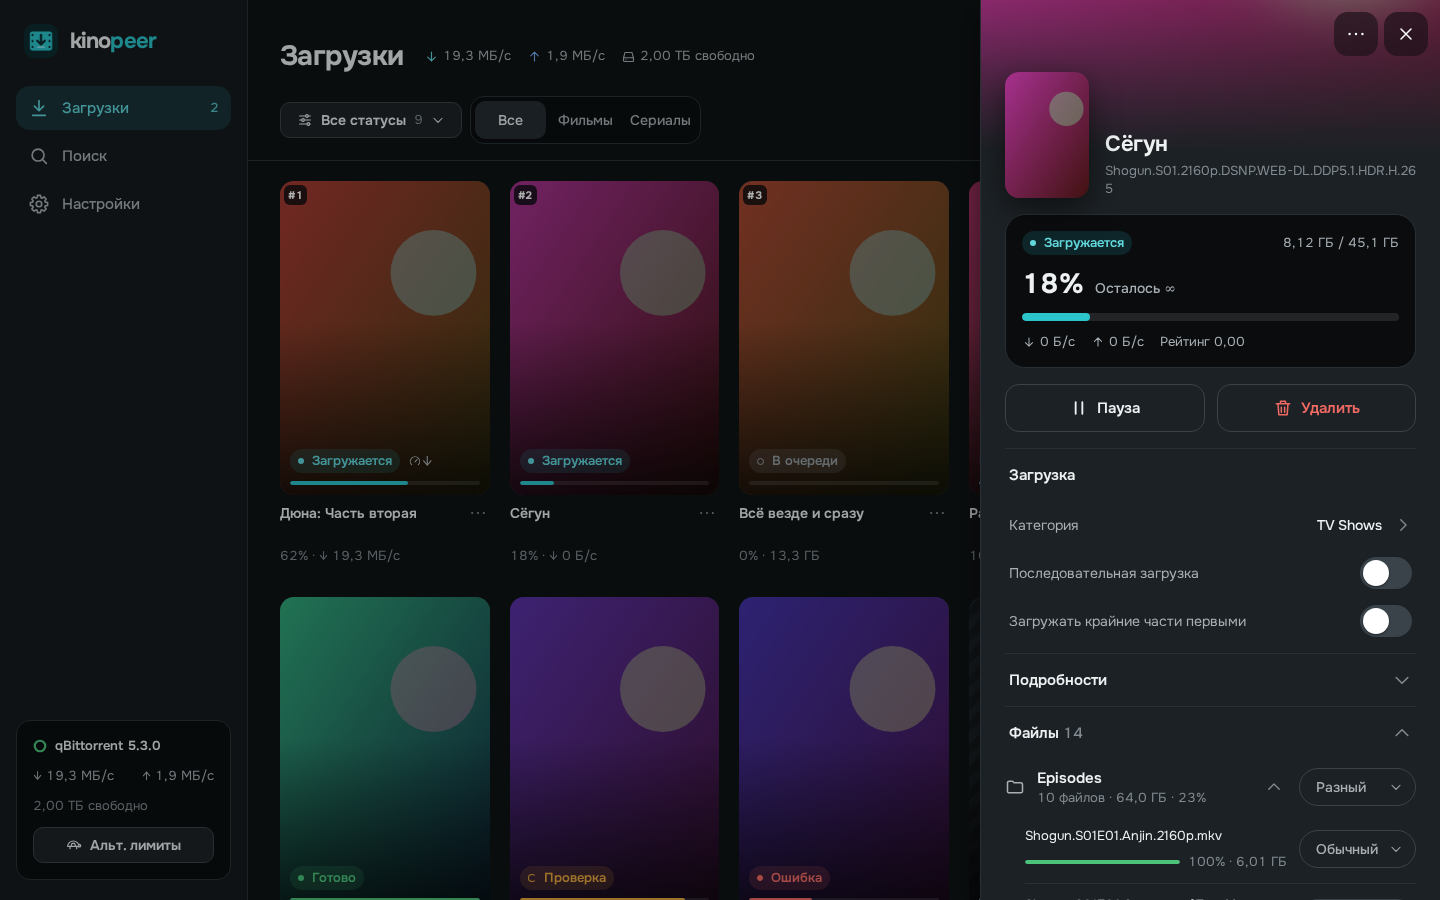 kinopeer
Загрузки 2
Поиск
Настройки
qBittorrent 5.3.0
19,3 МБ/с 1,9 МБ/с
2,00 ТБ свободно
Альт. лимиты
Загрузки 19,3 МБ/с 1,9 МБ/с 2,00 ТБ свободно
Все статусы 9 Все Фильмы Сериалы
#1 #2 #3
Загружается Загружается В очереди
Дюна: Часть вторая ··· Сёгун ··· Всё везде и сразу ···
62% · ↓ 19,3 МБ/с 18% · ↓ 0 Б/с 0% · 13,3 ГБ
Готово Проверка Ошибка
Сёгун
Shogun.S01.2160p.DSNP.WEB-DL.DDP5.1.HDR.H.26
5
Загружается 8,12 ГБ / 45,1 ГБ
18% Осталось ∞
↓ 0 Б/с ↑ 0 Б/с Рейтинг 0,00
Пауза Удалить
Загрузка
Категория TV Shows
Последовательная загрузка
Загружать крайние части первыми
Подробности
Файлы 14
Episodes
10 файлов · 64,0 ГБ · 23% Разный
Shogun.S01E01.Anjin.2160p.mkv
100% · 6,01 ГБ Обычный